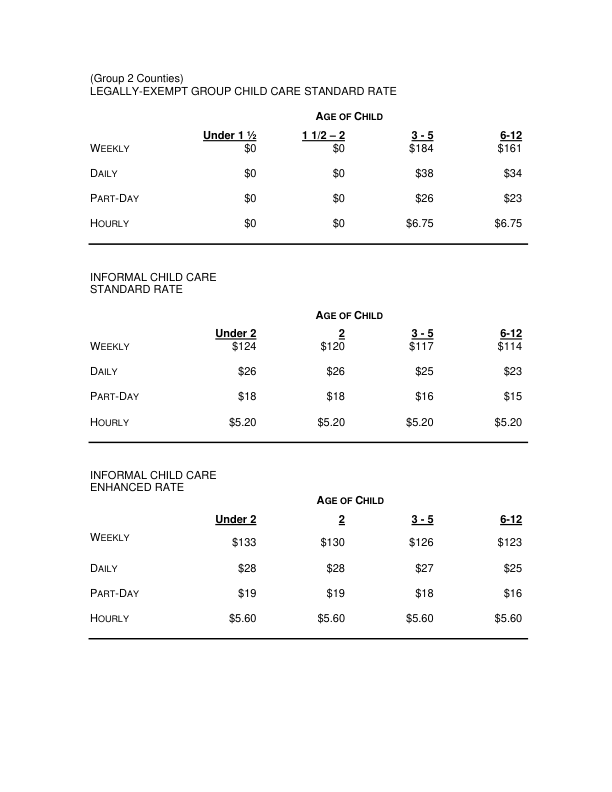 (Group 2 Counties)
LEGALLY-EXEMPT GROUP CHILD CARE STANDARD RATE
AGE OF CHILD
Under 1 ½ 1 1/2 – 2 3 - 5 6-12
WEEKLY $0 $0 $184 $161
DAILY $0 $0 $38 $34
PART-DAY $0 $0 $26 $23
HOURLY $0 $0 $6.75 $6.75
INFORMAL CHILD CARE
STANDARD RATE
AGE OF CHILD
Under 2 2 3 - 5 6-12
WEEKLY $124 $120 $117 $114
DAILY $26 $26 $25 $23
PART-DAY $18 $18 $16 $15
HOURLY $5.20 $5.20 $5.20 $5.20
INFORMAL CHILD CARE
ENHANCED RATE
AGE OF CHILD
Under 2 2 3 - 5 6-12
WEEKLY $133 $130 $126 $123
DAILY $28 $28 $27 $25
PART-DAY $19 $19 $18 $16
HOURLY $5.60 $5.60 $5.60 $5.60